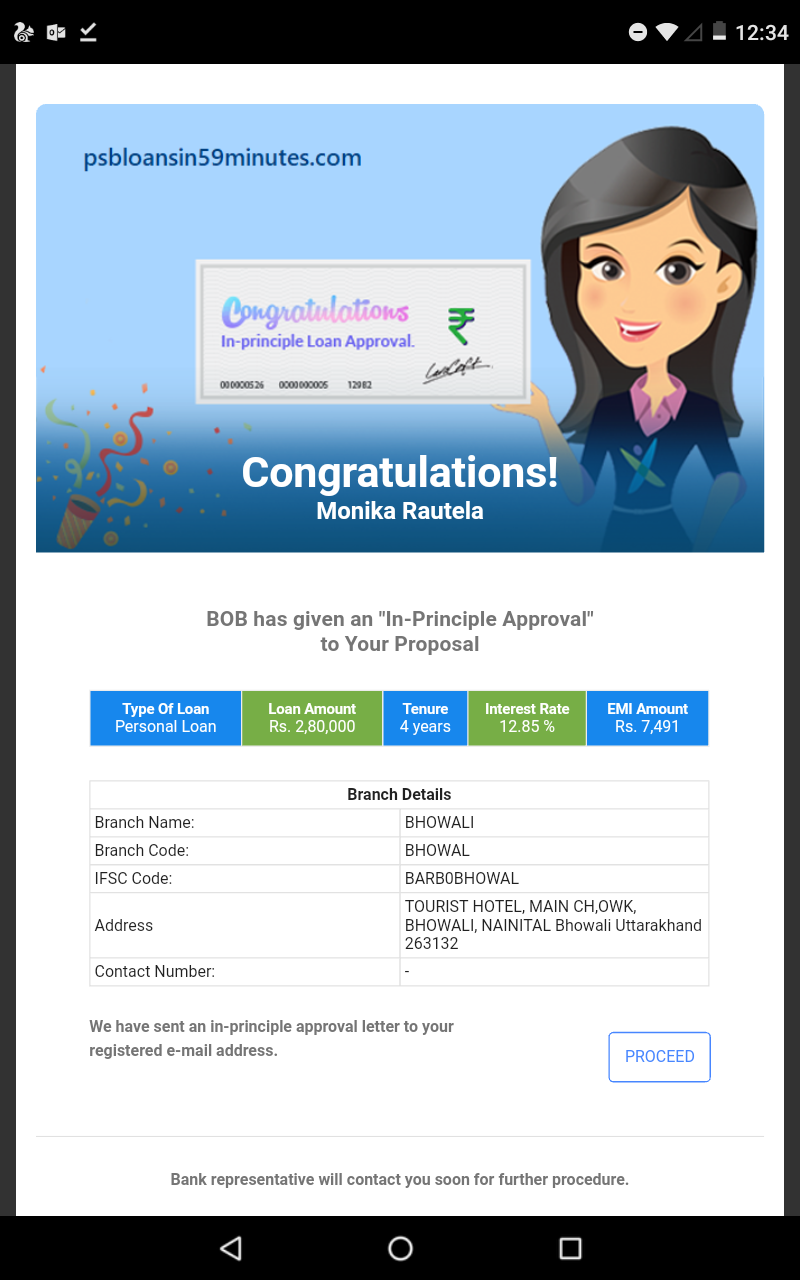 12:34
psbloansin59minutes.com
Congratulations
In-principle Loan Approval.
₹
000000526 0000000005 12982
Congratulations!
Monika Rautela
BOB has given an "In-Principle Approval"
to Your Proposal
Type Of Loan Loan Amount Tenure Interest Rate EMI Amount
Personal Loan Rs. 2,80,000 4 years 12.85 % Rs. 7,491
Branch Details
Branch Name: BHOWALI
Branch Code: BHOWAL
IFSC Code: BARB0BHOWAL
Address TOURIST HOTEL, MAIN CH,OWK,
BHOWALI, NAINITAL Bhowali Uttarakhand
263132
Contact Number: -
We have sent an in-principle approval letter to your
registered e-mail address.
PROCEED
Bank representative will contact you soon for further procedure.